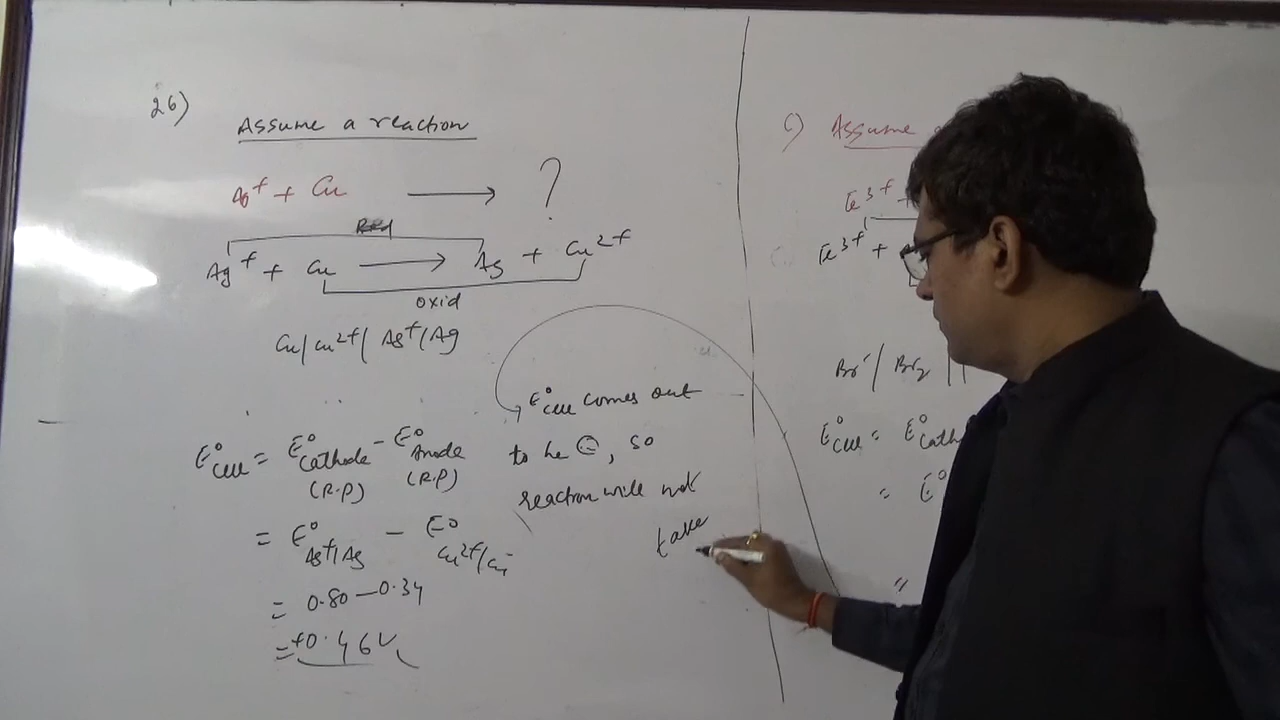 26)
Assume a reaction
Ag⁺ + Cu ⟶ ?
Red
Ag⁺ + Cu ⟶ Ag + Cu²⁺
Oxid
Cu/Cu²⁺/ Ag⁺/Ag
E°cell = E°Cathode - E°Anode
(R.P) (R.P)
= E°Ag⁺/Ag - E°Cu²⁺/Cu
= 0.80 - 0.34
= +0.46V
E°cell comes out
to be ⊖, so
reaction will not
take
c) Assume
Fe³⁺ +
Fe³⁺ +
Br⁻/ Br₂ ||
E°cell = E°Cath
= E°
"